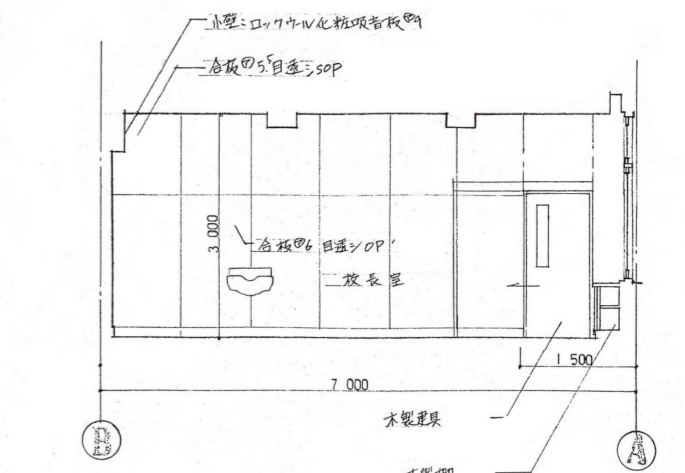 小壁:ロックウール化粧吸音板⑦9
合板⑦5.5目透シSOP
3 000
合板⑦6 目透シOP
校長室
1 500
7 000
木製建具
A